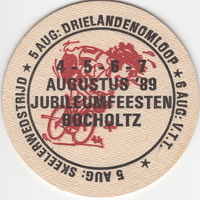 ★ 5 AUG: DRIELANDENOMLOOP ★ 6 AUG: V.T.T. ★ 5 AUG: SKEELERWEDSTRIJD
4 - 5 - 6 - 7
AUGUSTUS '89
JUBILEUMFEESTEN
BOCHOLTZ